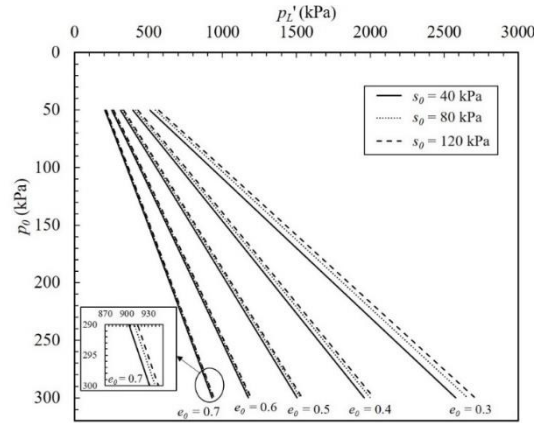 p_L' (kPa)
0 500 1000 1500 2000 2500 3000
0
50
100
150
200
250
300
p_0 (kPa)
s_0 = 40 kPa
s_0 = 80 kPa
s_0 = 120 kPa
870 900 930
290
295
300
e_0 = 0.7
e_0 = 0.7
e_0 = 0.6
e_0 = 0.5
e_0 = 0.4
e_0 = 0.3